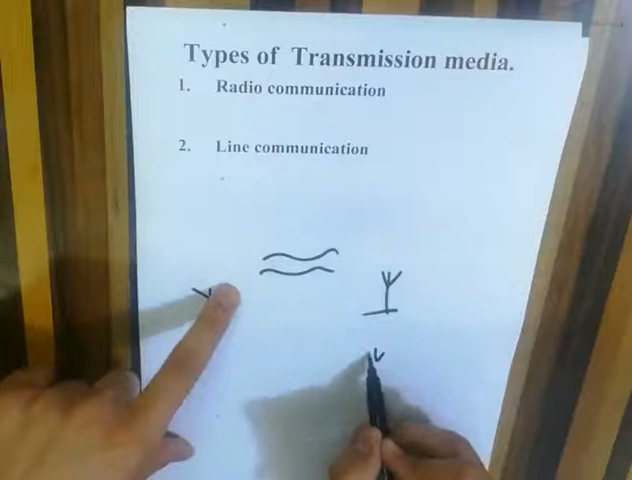 Types of Transmission media.
1. Radio communication
2. Line communication